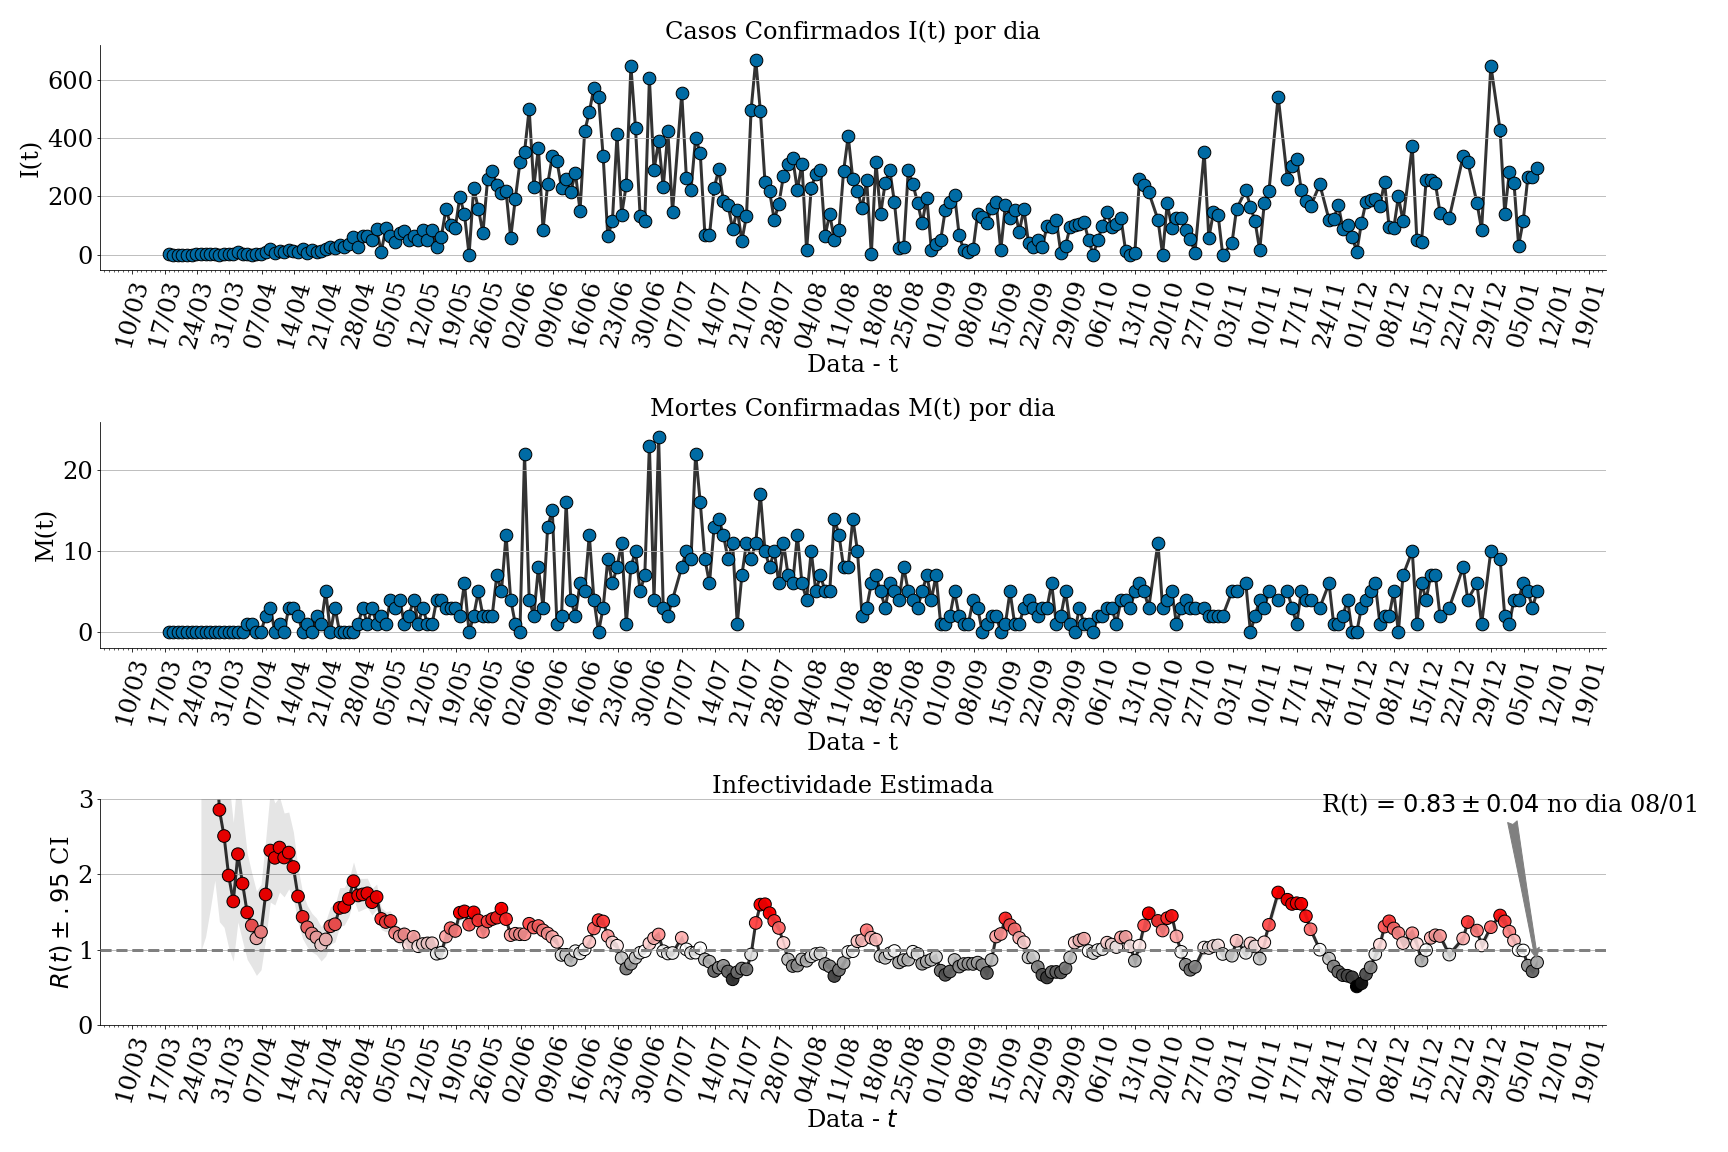 Casos Confirmados I(t) por dia
600
400
200
0
I(t)
10/03 17/03 24/03 31/03 07/04 14/04 21/04 28/04 05/05 12/05 19/05 26/05 02/06 09/06 16/06 23/06 30/06 07/07 14/07 21/07 28/07 04/08 11/08 18/08 25/08 01/09 08/09 15/09 22/09 29/09 06/10 13/10 20/10 27/10 03/11 10/11 17/11 24/11 01/12 08/12 15/12 22/12 29/12 05/01 12/01 19/01
Data - t
Mortes Confirmadas M(t) por dia
20
10
0
M(t)
10/03 17/03 24/03 31/03 07/04 14/04 21/04 28/04 05/05 12/05 19/05 26/05 02/06 09/06 16/06 23/06 30/06 07/07 14/07 21/07 28/07 04/08 11/08 18/08 25/08 01/09 08/09 15/09 22/09 29/09 06/10 13/10 20/10 27/10 03/11 10/11 17/11 24/11 01/12 08/12 15/12 22/12 29/12 05/01 12/01 19/01
Data - t
Infectividade Estimada
R(t) = 0.83 ± 0.04 no dia 08/01
3
2
1
0
R(t) ± .95 CI
10/03 17/03 24/03 31/03 07/04 14/04 21/04 28/04 05/05 12/05 19/05 26/05 02/06 09/06 16/06 23/06 30/06 07/07 14/07 21/07 28/07 04/08 11/08 18/08 25/08 01/09 08/09 15/09 22/09 29/09 06/10 13/10 20/10 27/10 03/11 10/11 17/11 24/11 01/12 08/12 15/12 22/12 29/12 05/01 12/01 19/01
Data - t